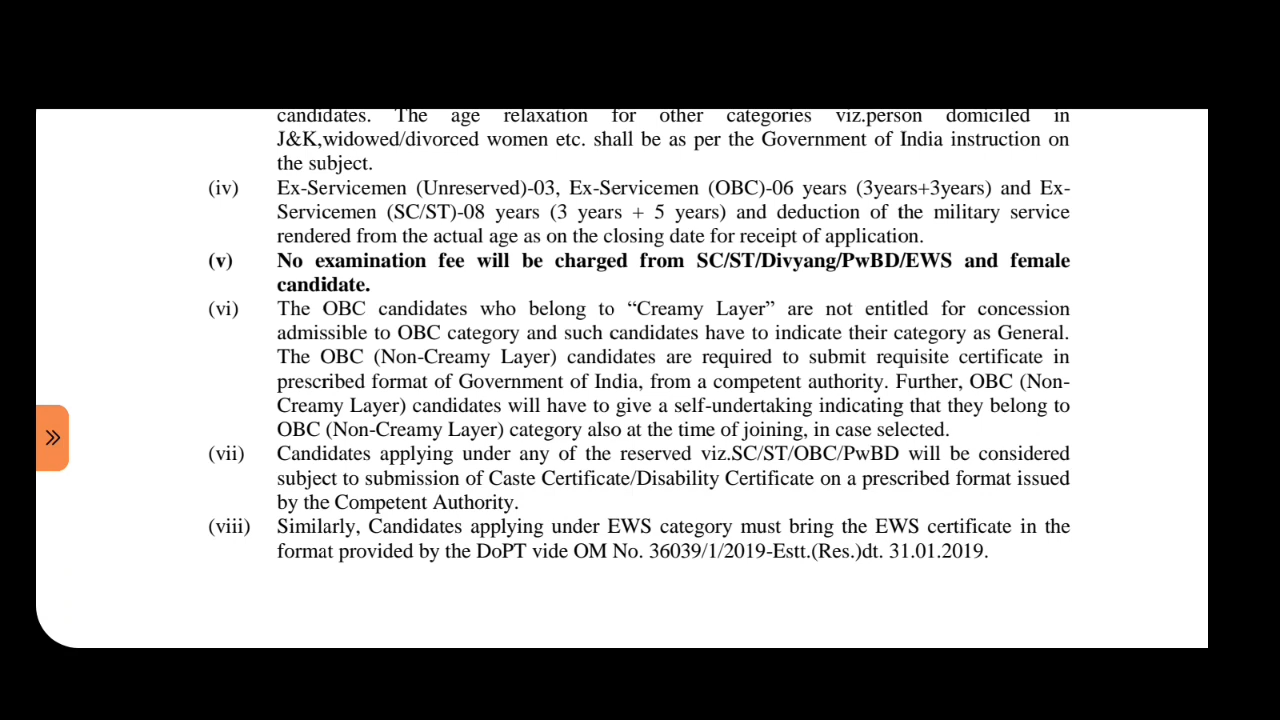 candidates. The age relaxation for other categories viz.person domiciled in
J&K,widowed/divorced women etc. shall be as per the Government of India instruction on
the subject.
(iv) Ex-Servicemen (Unreserved)-03, Ex-Servicemen (OBC)-06 years (3years+3years) and Ex-
Servicemen (SC/ST)-08 years (3 years + 5 years) and deduction of the military service
rendered from the actual age as on the closing date for receipt of application.
(v) No examination fee will be charged from SC/ST/Divyang/PwBD/EWS and female
candidate.
(vi) The OBC candidates who belong to “Creamy Layer” are not entitled for concession
admissible to OBC category and such candidates have to indicate their category as General.
The OBC (Non-Creamy Layer) candidates are required to submit requisite certificate in
prescribed format of Government of India, from a competent authority. Further, OBC (Non-
Creamy Layer) candidates will have to give a self-undertaking indicating that they belong to
OBC (Non-Creamy Layer) category also at the time of joining, in case selected.
(vii) Candidates applying under any of the reserved viz.SC/ST/OBC/PwBD will be considered
subject to submission of Caste Certificate/Disability Certificate on a prescribed format issued
by the Competent Authority.
(viii) Similarly, Candidates applying under EWS category must bring the EWS certificate in the
format provided by the DoPT vide OM No. 36039/1/2019-Estt.(Res.)dt. 31.01.2019.